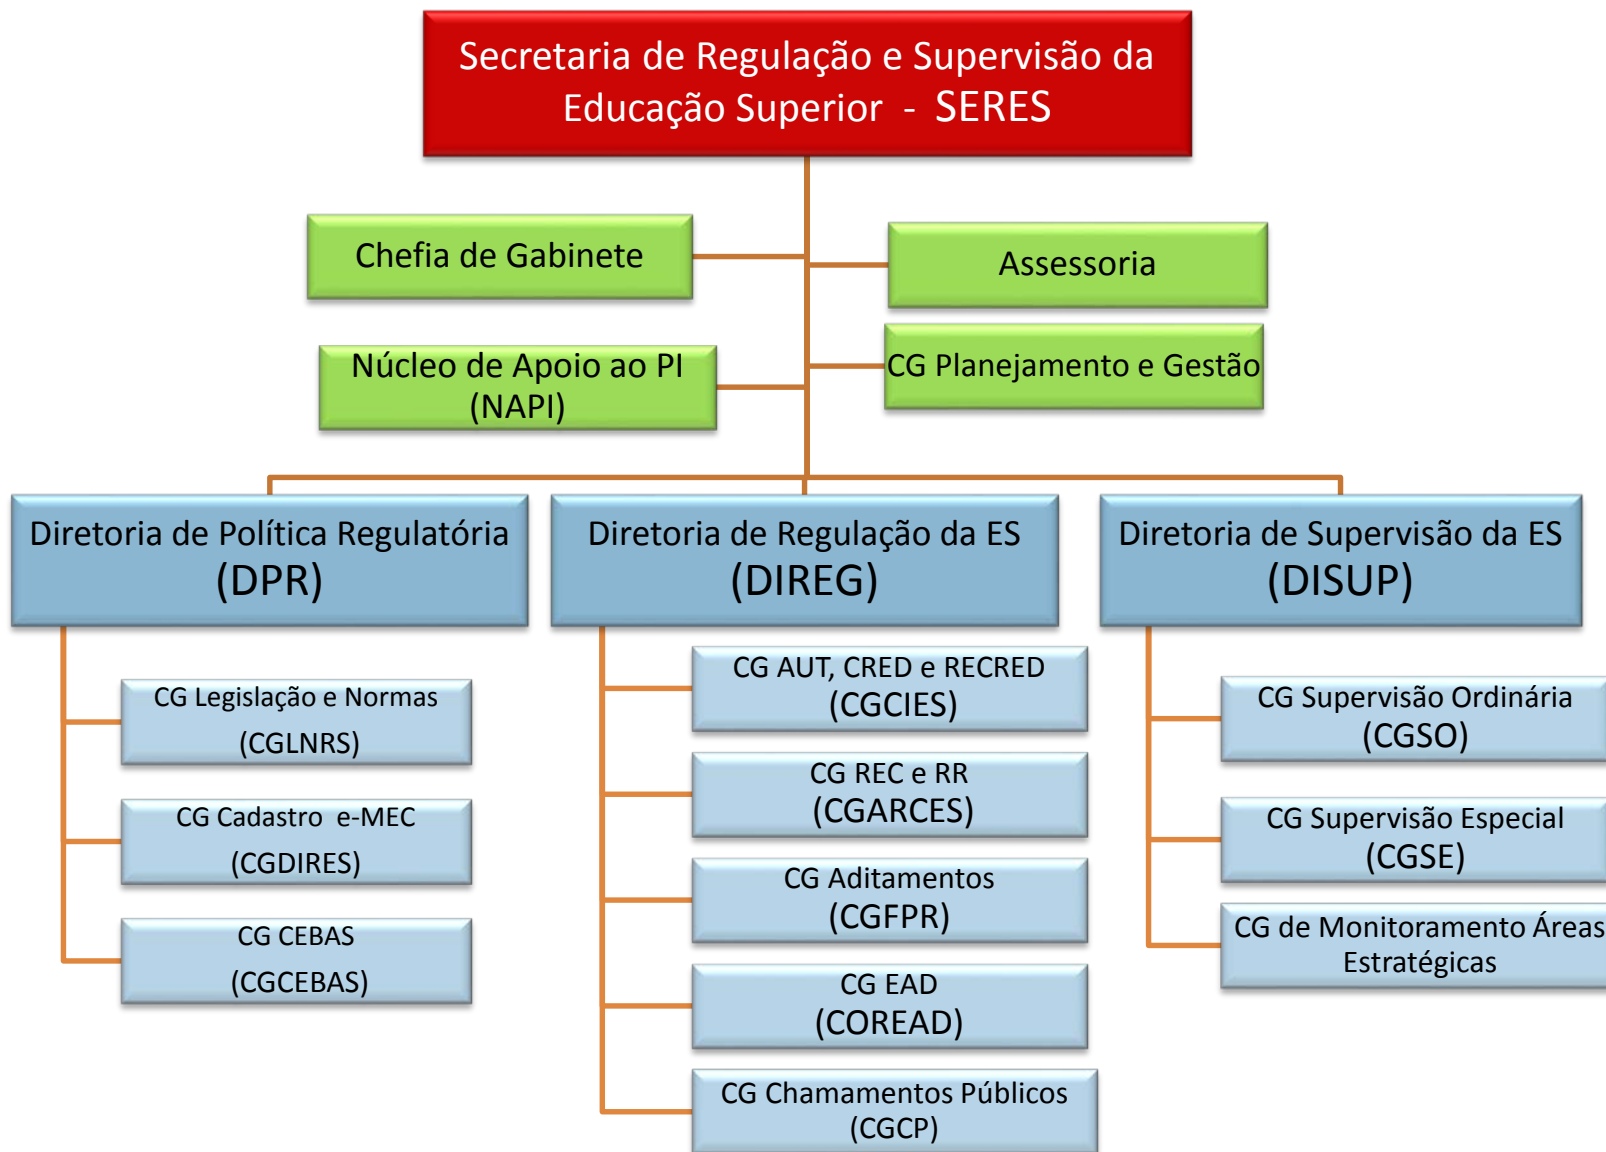 Secretaria de Regulação e Supervisão da
Educação Superior - SERES
Chefia de Gabinete
Assessoria
Núcleo de Apoio ao PI
(NAPI)
CG Planejamento e Gestão
Diretoria de Política Regulatória
(DPR)
CG Legislação e Normas
(CGLNRS)
CG Cadastro e-MEC
(CGDIRES)
CG CEBAS
(CGCEBAS)
Diretoria de Regulação da ES
(DIREG)
CG AUT, CRED e RECRED
(CGCIES)
CG REC e RR
(CGARCES)
CG Aditamentos
(CGFPR)
CG EAD
(COREAD)
CG Chamamentos Públicos
(CGCP)
Diretoria de Supervisão da ES
(DISUP)
CG Supervisão Ordinária
(CGSO)
CG Supervisão Especial
(CGSE)
CG de Monitoramento Áreas
Estratégicas